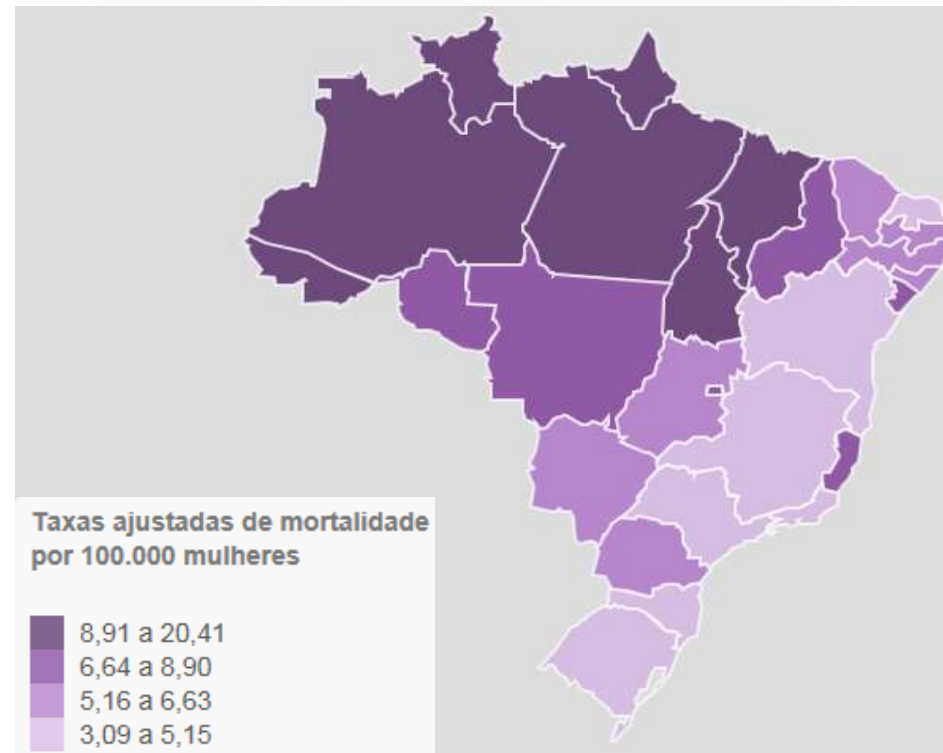 Taxas ajustadas de mortalidade
por 100.000 mulheres
8,91 a 20,41
6,64 a 8,90
5,16 a 6,63
3,09 a 5,15